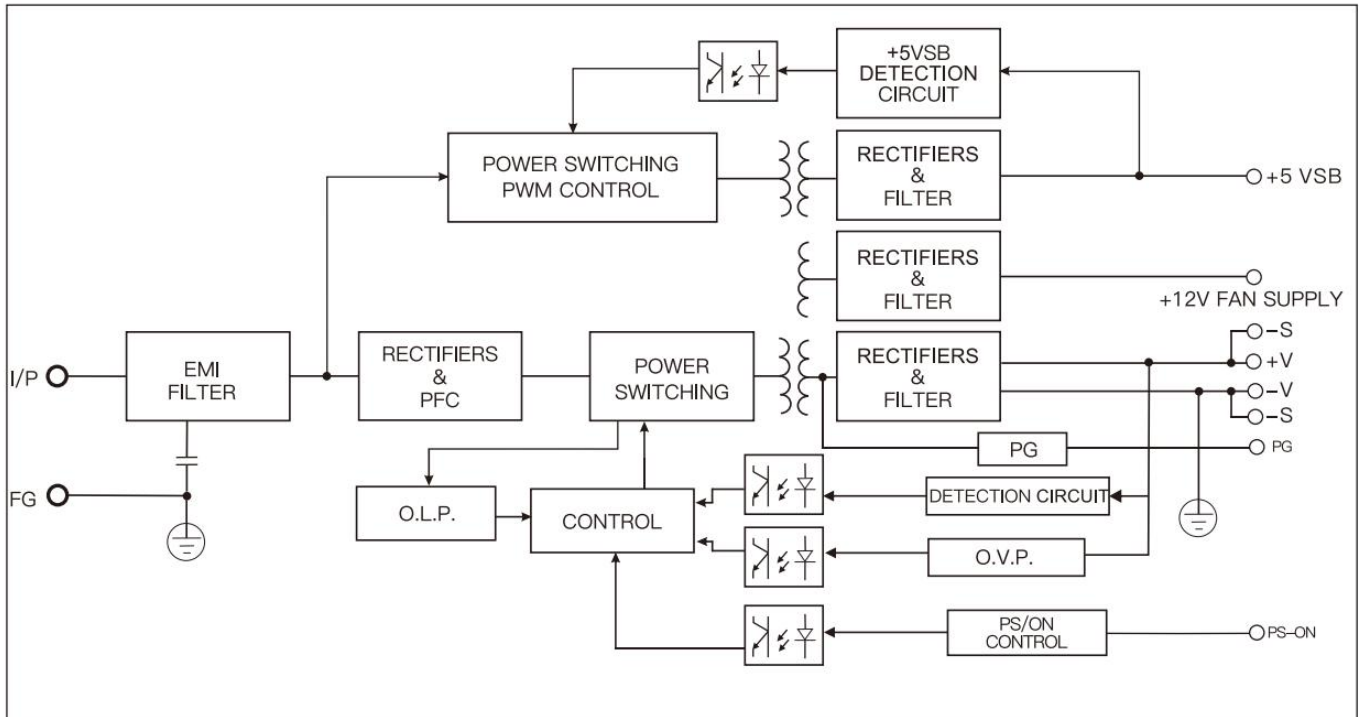 +5VSB
DETECTION
CIRCUIT
POWER SWITCHING
PWM CONTROL
RECTIFIERS
&
FILTER
+5 VSB
RECTIFIERS
&
FILTER
+12V FAN SUPPLY
I/P
EMI
FILTER
RECTIFIERS
&
PFC
POWER
SWITCHING
RECTIFIERS
&
FILTER
-S
+V
-V
-S
PG
PG
FG
O.L.P.
CONTROL
DETECTION CIRCUIT
O.V.P.
PS/ON
CONTROL
PS-ON